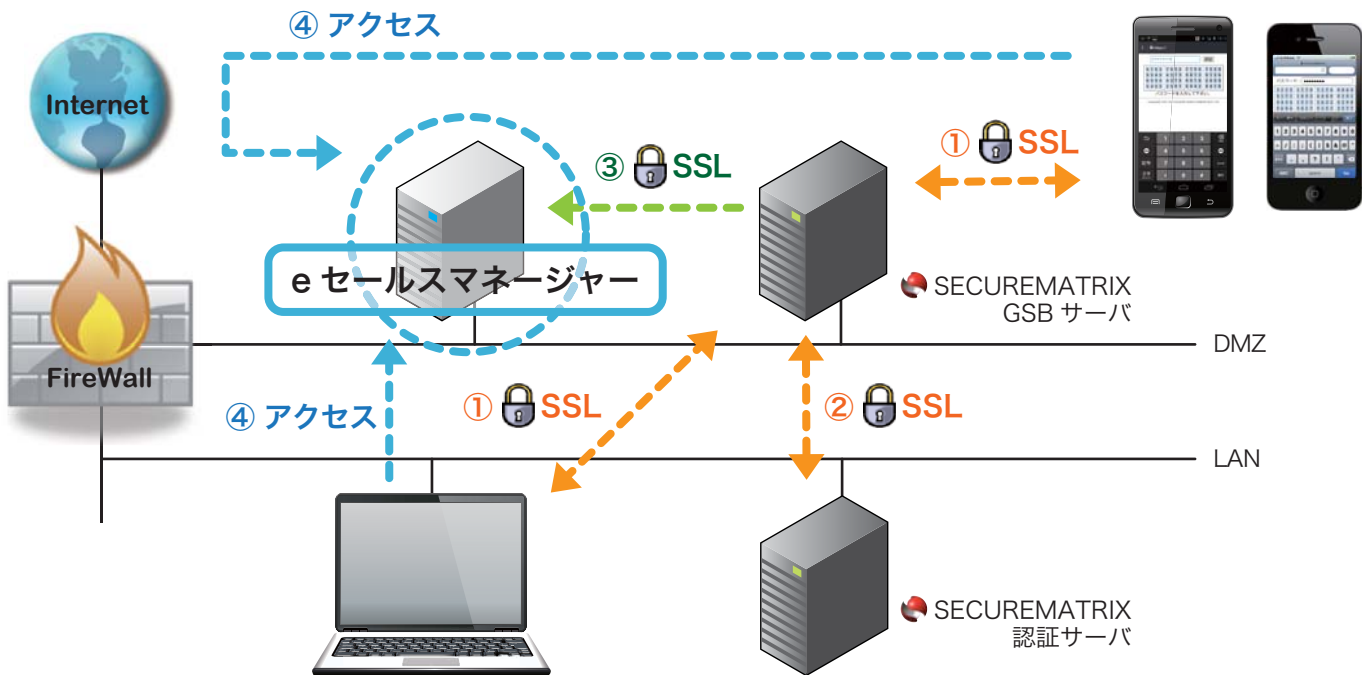 ④ アクセス
Internet
① SSL
③ SSL
e セールスマネージャー
SECUREMATRIX
GSB サーバ
DMZ
FireWall
④ アクセス
① SSL
② SSL
LAN
SECUREMATRIX
認証サーバ